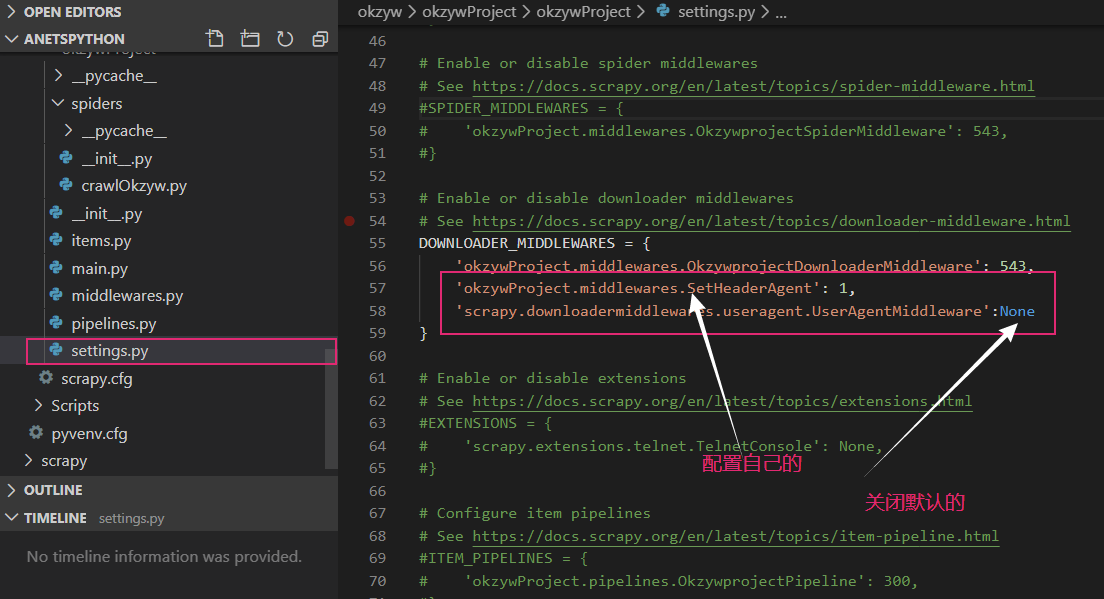 OPEN EDITORS
ANETSPYTHON
okzywProject
__pycache__
spiders
__pycache__
__init__.py
crawlOkzyw.py
__init__.py
items.py
main.py
middlewares.py
pipelines.py
settings.py
scrapy.cfg
Scripts
pyvenv.cfg
scrapy
OUTLINE
TIMELINE settings.py
No timeline information was provided.
okzyw > okzywProject > okzywProject > settings.py > ...
46
47 # Enable or disable spider middlewares
48 # See https://docs.scrapy.org/en/latest/topics/spider-middleware.html
49 #SPIDER_MIDDLEWARES = {
50 #    'okzywProject.middlewares.OkzywprojectSpiderMiddleware': 543,
51 #}
52
53 # Enable or disable downloader middlewares
54 # See https://docs.scrapy.org/en/latest/topics/downloader-middleware.html
55 DOWNLOADER_MIDDLEWARES = {
56     'okzywProject.middlewares.OkzywprojectDownloaderMiddleware': 543,
57     'okzywProject.middlewares.SetHeaderAgent': 1,
58     'scrapy.downloadermiddlewares.useragent.UserAgentMiddleware':None
59 }
60
61 # Enable or disable extensions
62 # See https://docs.scrapy.org/en/latest/topics/extensions.html
63 #EXTENSIONS = {
64 #    'scrapy.extensions.telnet.TelnetConsole': None,
65 #}
配置自己的
关闭默认的
66
67 # Configure item pipelines
68 # See https://docs.scrapy.org/en/latest/topics/item-pipeline.html
69 #ITEM_PIPELINES = {
70 #    'okzywProject.pipelines.OkzywprojectPipeline': 300,